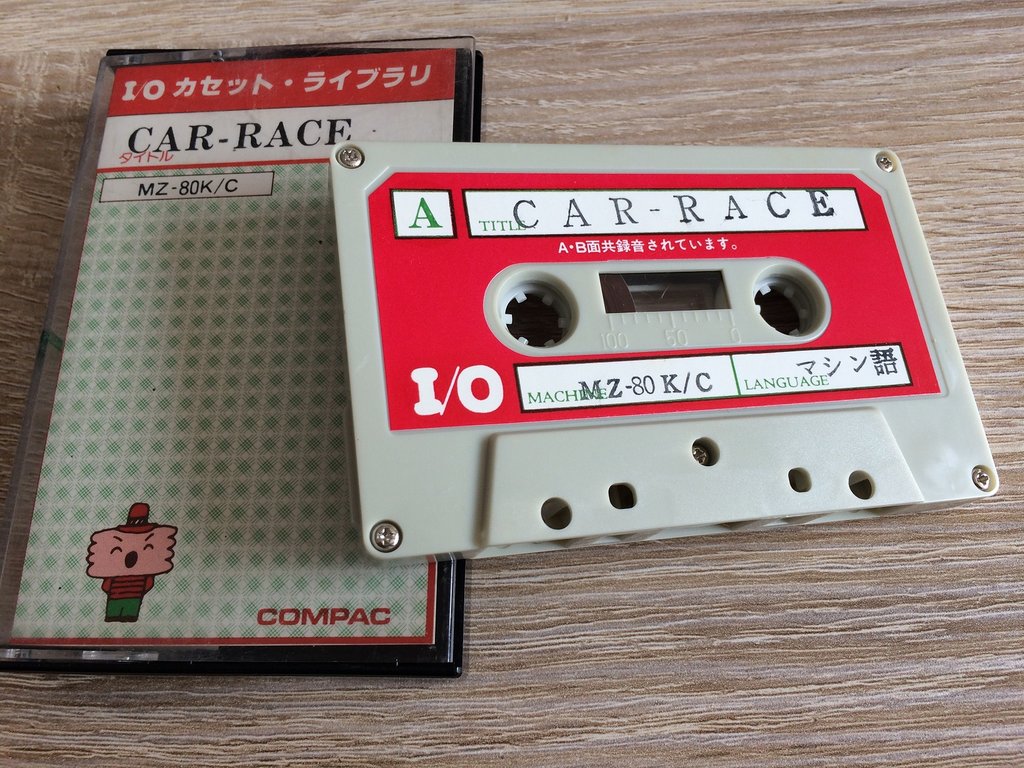 I/O カセット・ライブラリ
CAR-RACE
タイトル
MZ-80K/C
COMPAC
A
TITLE CAR-RACE
A・B面共録音されています。
100 50 0
I/O
MACHINE MZ-80K/C
LANGUAGE マシン語